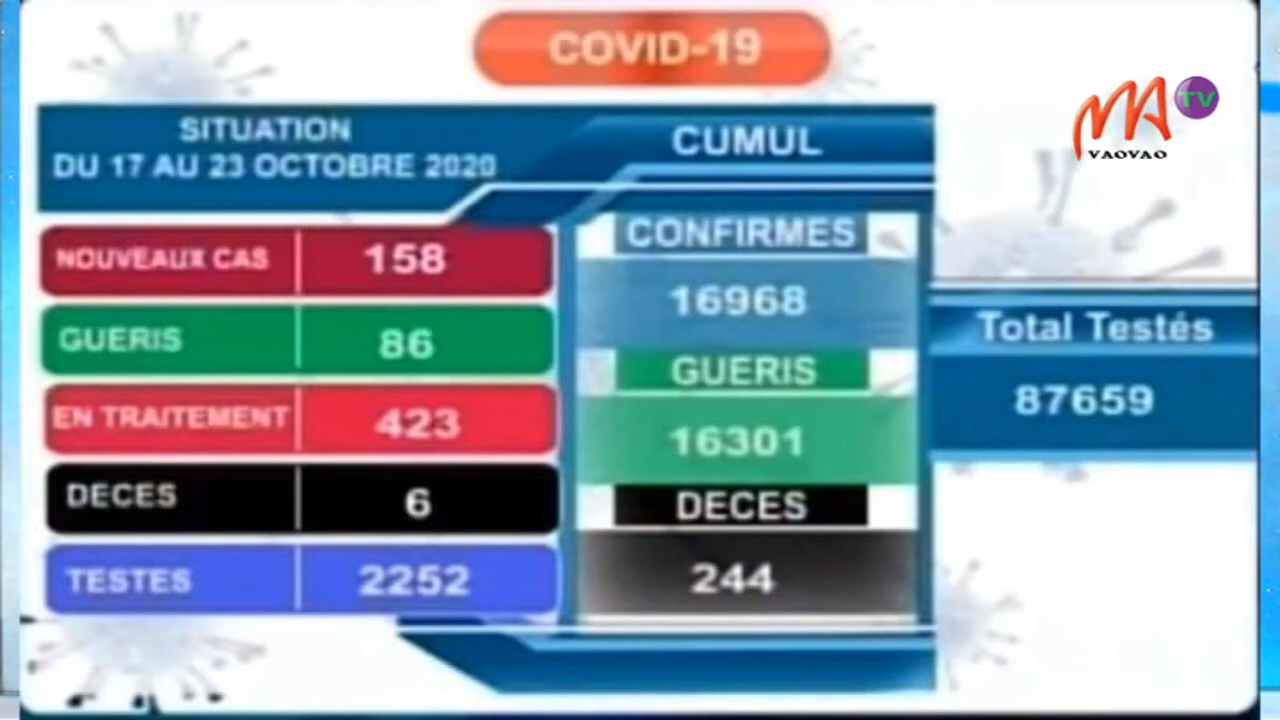 COVID-19
MA TV
VAOVAO
SITUATION
DU 17 AU 23 OCTOBRE 2020
CUMUL
NOUVEAUX CAS 158
GUERIS 86
EN TRAITEMENT 423
DECES 6
TESTES 2252
CONFIRMES
16968
GUERIS
16301
DECES
244
Total Testés
87659